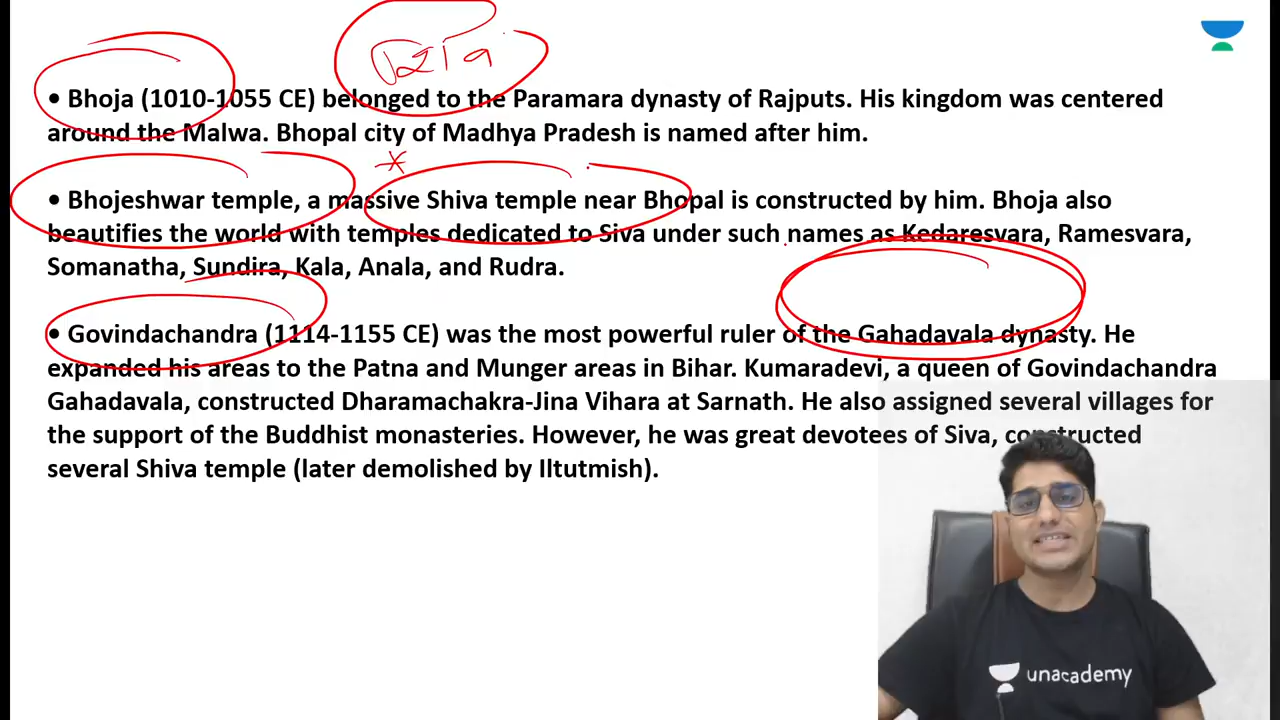 • Bhoja (1010-1055 CE) belonged to the Paramara dynasty of Rajputs. His kingdom was centered
around the Malwa. Bhopal city of Madhya Pradesh is named after him.
• Bhojeshwar temple, a massive Shiva temple near Bhopal is constructed by him. Bhoja also
beautifies the world with temples dedicated to Siva under such names as Kedaresvara, Ramesvara,
Somanatha, Sundira, Kala, Anala, and Rudra.
• Govindachandra (1114-1155 CE) was the most powerful ruler of the Gahadavala dynasty. He
expanded his areas to the Patna and Munger areas in Bihar. Kumaradevi, a queen of Govindachandra
Gahadavala, constructed Dharamachakra-Jina Vihara at Sarnath. He also assigned several villages for
the support of the Buddhist monasteries. However, he was great devotees of Siva, constructed
several Shiva temple (later demolished by Iltutmish).
unacademy